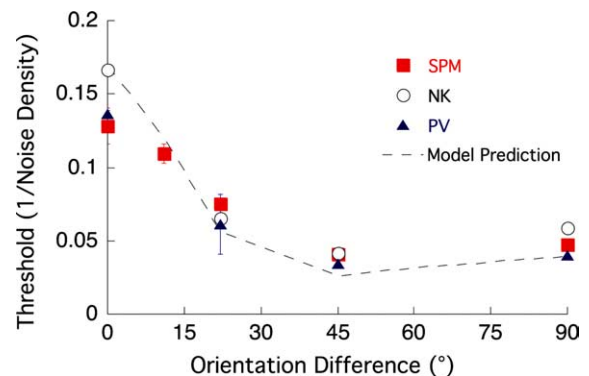 0.2
0.15
0.1
0.05
0
0
15
30
45
60
75
90
Threshold (1/Noise Density)
Orientation Difference (°)
SPM
NK
PV
Model Prediction